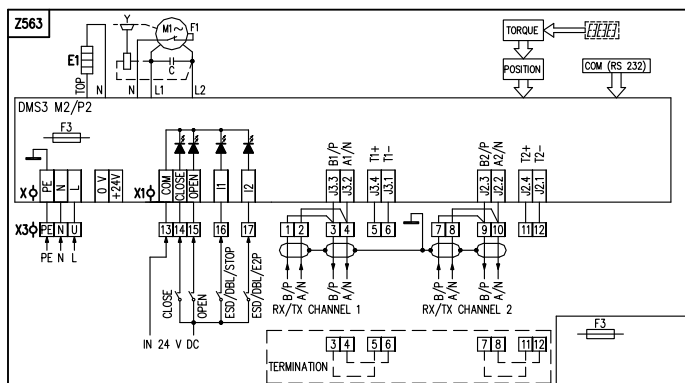 Z563
Y
M1~
F1
TORQUE
E1
C
POSITION
COM (RS 232)
TOP
N
N
L1
L2
DMS3 M2/P2
F3
B1/P
A1/N
T1+
T1-
B2/P
A2/N
T2+
T2-
X
PE
N
L
0 V
+24V
X1
COM
CLOSE
OPEN
I1
I2
J3.3
J3.2
J3.4
J3.1
J2.3
J2.2
J2.4
J2.1
X3
PE N U
13 14 15 16 17
1 2 3 4 5 6
7 8 9 10 11 12
PE N L
CLOSE
OPEN
ESD/DBL/STOP
ESD/DBL/E2P
B/P
A/N
B/P
A/N
B/P
A/N
B/P
A/N
RX/TX CHANNEL 1
RX/TX CHANNEL 2
IN 24 V DC
3 4 5 6
7 8 11 12
TERMINATION
F3